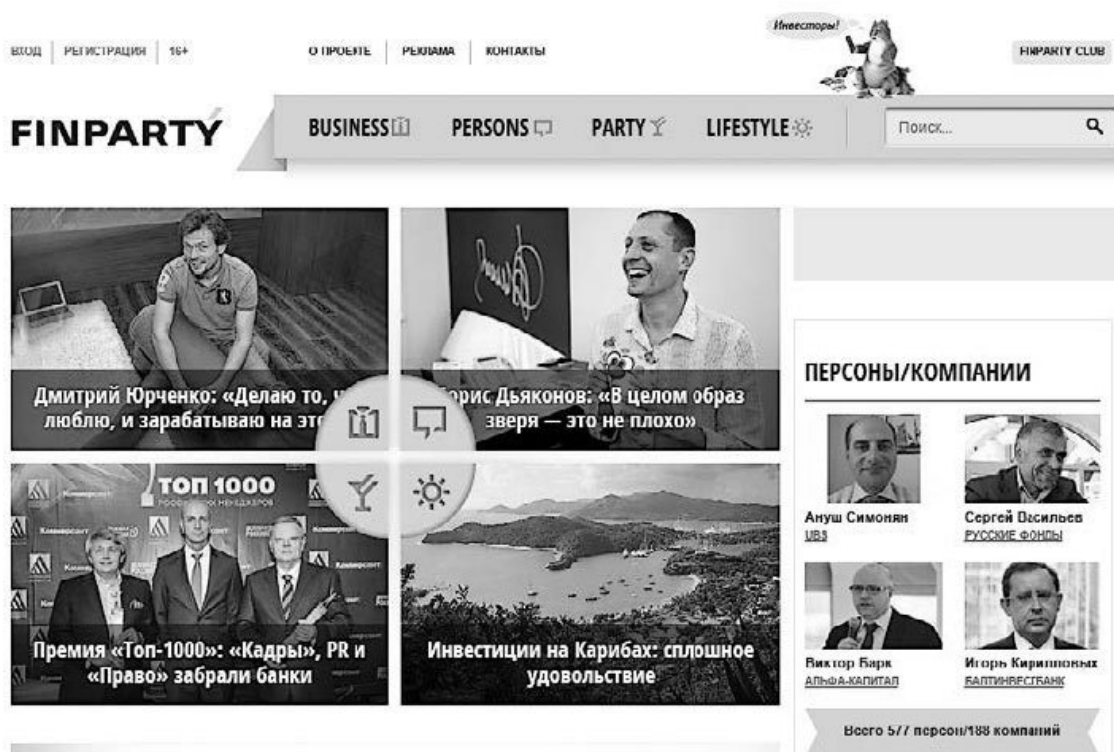 Инвесторы!
ВХОД РЕГИСТРАЦИЯ 16+ О ПРОЕКТЕ РЕКЛАМА КОНТАКТЫ FINPARTY CLUB
FINPARTY BUSINESS PERSONS PARTY LIFESTYLE Поиск...
Дмитрий Юрченко: «Делаю то,
люблю, и зарабатываю на
Дьяконов: «В целом образ
зверя — это не плохо»
ТОП 1000
Коммерсантъ
Премия «Топ-1000»: «Кадры», PR и
«Право» забрали банки
Инвестиции на Карибах: сплошное
удовольствие
ПЕРСОНЫ/КОМПАНИИ
Ануш Симонян
UBS
Сергей Васильев
РУССКИЕ ФОНДЫ
Виктор Барк
АЛЬФА-КАПИТАЛ
Игорь Кирилловых
БАЛТИНВЕСТБАНК
Всего 577 персон/188 компаний